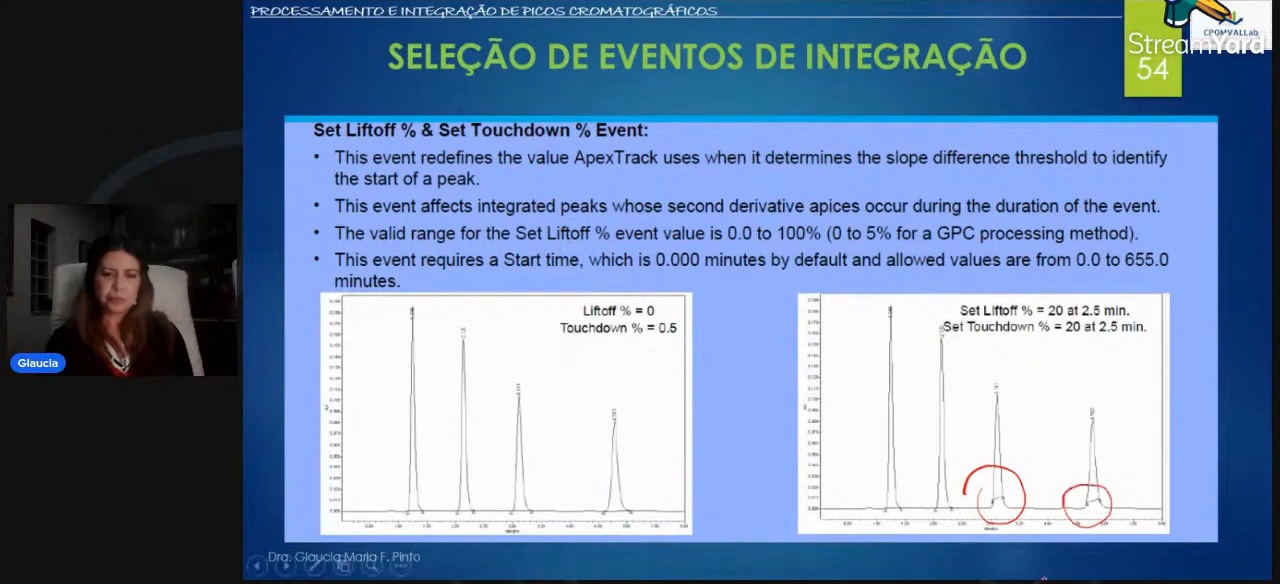 PROCESSAMENTO E INTEGRAÇÃO DE PICOS CROMATOGRÁFICOS
CPOMVALLab
StreamYard
54
SELEÇÃO DE EVENTOS DE INTEGRAÇÃO
Set Liftoff % & Set Touchdown % Event:
• This event redefines the value ApexTrack uses when it determines the slope difference threshold to identify
the start of a peak.
• This event affects integrated peaks whose second derivative apices occur during the duration of the event.
• The valid range for the Set Liftoff % event value is 0.0 to 100% (0 to 5% for a GPC processing method).
• This event requires a Start time, which is 0.000 minutes by default and allowed values are from 0.0 to 655.0
minutes.
Liftoff % = 0
Touchdown % = 0.5
Set Liftoff % = 20 at 2.5 min.
Set Touchdown % = 20 at 2.5 min.
Glaucia
Dra. Glaucia Maria F. Pinto